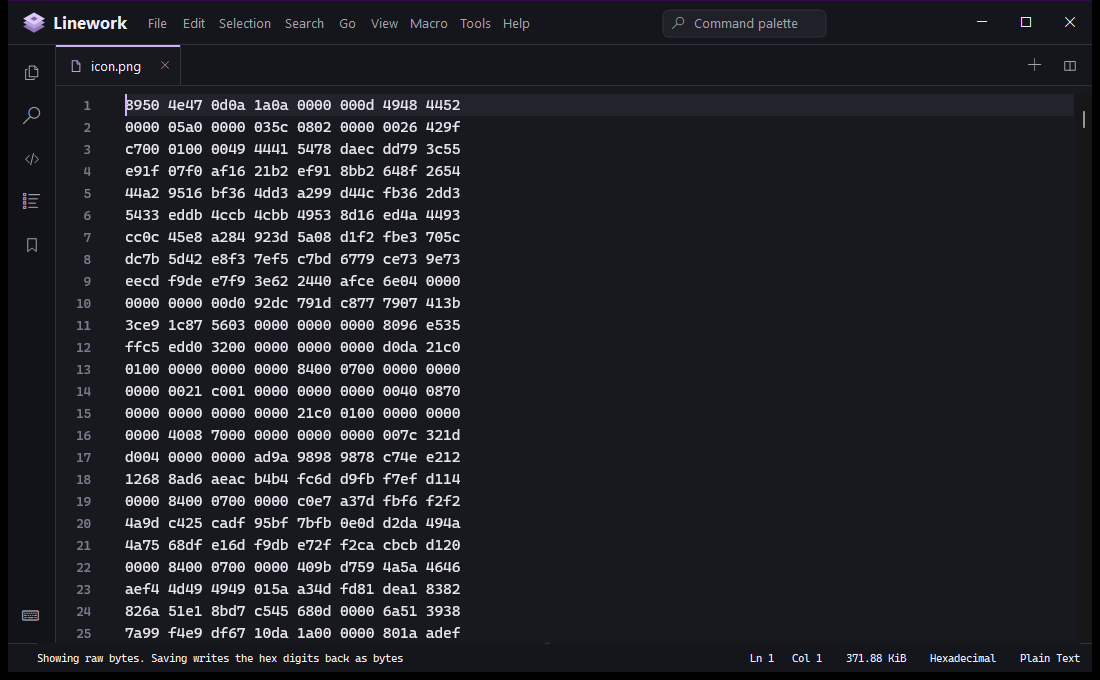 Linework File Edit Selection Search Go View Macro Tools Help Command palette
icon.png
1 8950 4e47 0d0a 1a0a 0000 000d 4948 4452
2 0000 05a0 0000 035c 0802 0000 0026 429f
3 c700 0100 0049 4441 5478 daec dd79 3c55
4 e91f 07f0 af16 21b2 ef91 8bb2 648f 2654
5 44a2 9516 bf36 4dd3 a299 d44c fb36 2dd3
6 5433 eddb 4ccb 4cbb 4953 8d16 ed4a 4493
7 cc0c 45e8 a284 923d 5a08 d1f2 fbe3 705c
8 dc7b 5d42 e8f3 7ef5 c7bd 6779 ce73 9e73
9 eecd f9de e7f9 3e62 2440 afce 6e04 0000
10 0000 0000 00d0 92dc 791d c877 7907 413b
11 3ce9 1c87 5603 0000 0000 0000 8096 e535
12 ffc5 edd0 3200 0000 0000 0000 d0da 21c0
13 0100 0000 0000 0000 8400 0700 0000 0000
14 0000 0021 c001 0000 0000 0000 0040 0870
15 0000 0000 0000 0000 21c0 0100 0000 0000
16 0000 4008 7000 0000 0000 0000 007c 321d
17 d004 0000 0000 ad9a 9898 9878 c74e e212
18 1268 8ad6 aeac b4b4 fc6d d9fb f7ef d114
19 0000 8400 0700 0000 c0e7 a37d fbf6 f2f2
20 4a9d c425 cadf 95bf 7bfb 0e0d d2da 494a
21 4a75 68df e16d f9db e72f f2ca cbcb d120
22 0000 8400 0700 0000 409b d759 4a5a 4646
23 aef4 4d49 4949 015a a34d fd81 dea1 8382
24 826a 51e1 8bd7 c545 680d 0000 6a51 3938
25 7a99 f4e9 df67 10da 1a00 0000 801a adef
Showing raw bytes. Saving writes the hex digits back as bytes Ln 1 Col 1 371.88 KiB Hexadecimal Plain Text